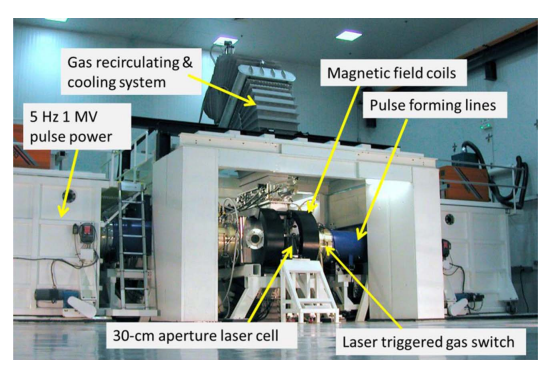 Gas recirculating &
cooling system
Magnetic field coils
Pulse forming lines
5 Hz 1 MV
pulse power
30-cm aperture laser cell
Laser triggered gas switch